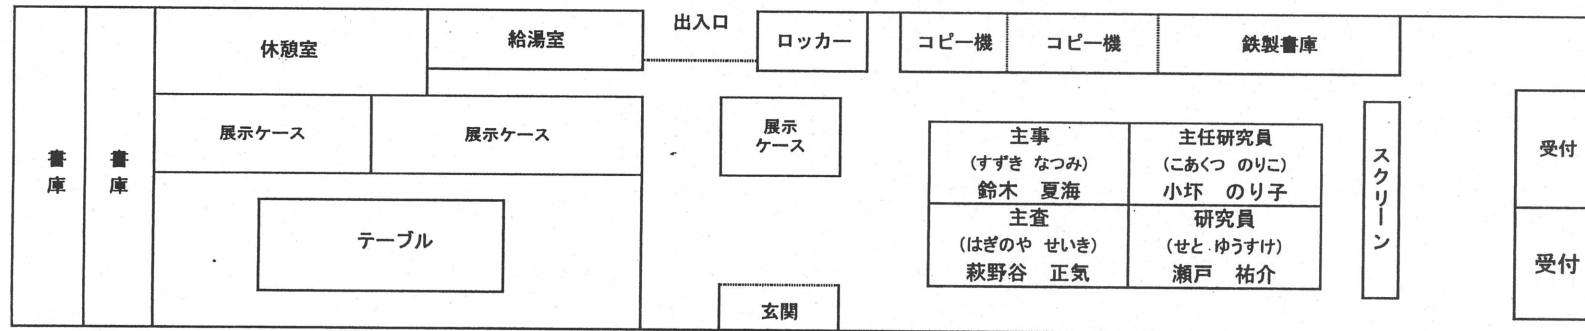 出入口
休憩室
給湯室
ロッカー
コピー機
コピー機
鉄製書庫
書庫
書庫
展示ケース
展示ケース
展示
ケース
テーブル
玄関
主事
(すずき なつみ)
鈴木 夏海
主任研究員
(こあくつ のりこ)
小圷 のり子
主査
(はぎのや せいき)
萩野谷 正気
研究員
(せと ゆうすけ)
瀬戸 祐介
スクリーン
受付
受付